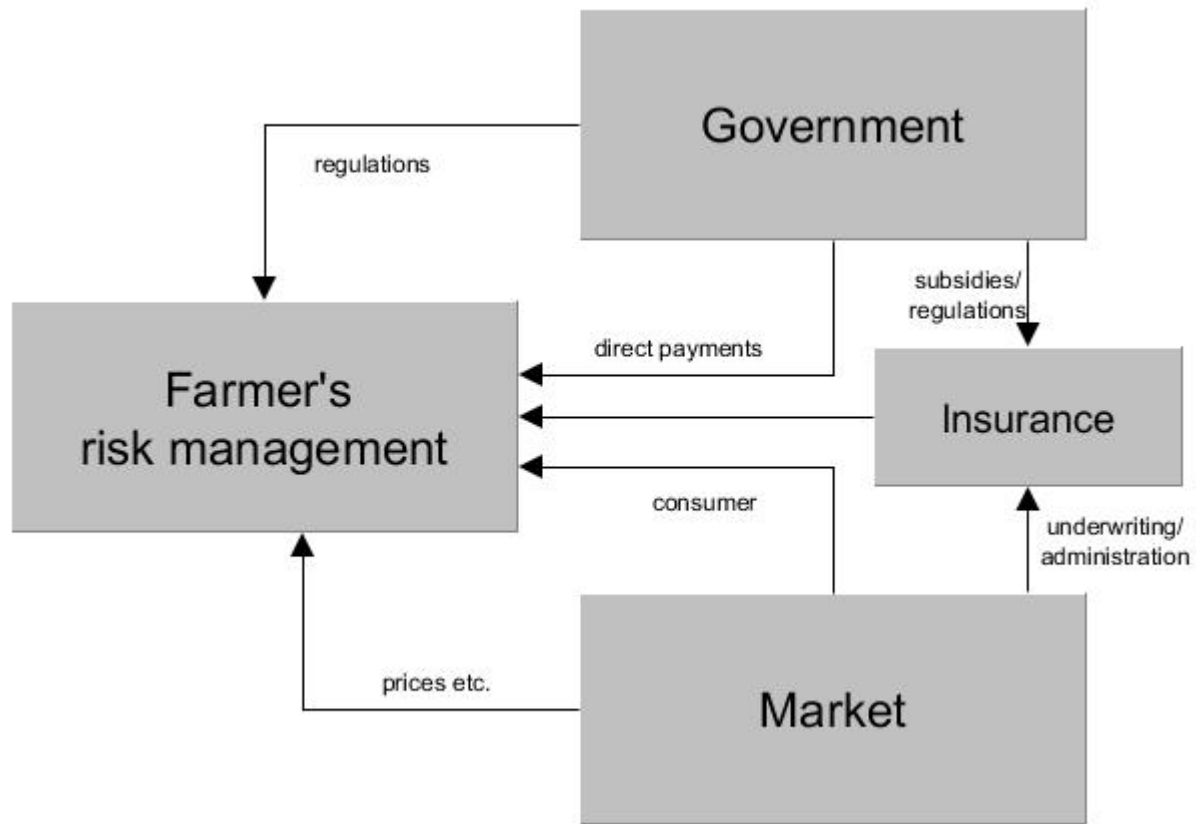 Government
regulations
subsidies/
regulations
direct payments
Farmer's
risk management
Insurance
consumer
underwriting/
administration
prices etc.
Market